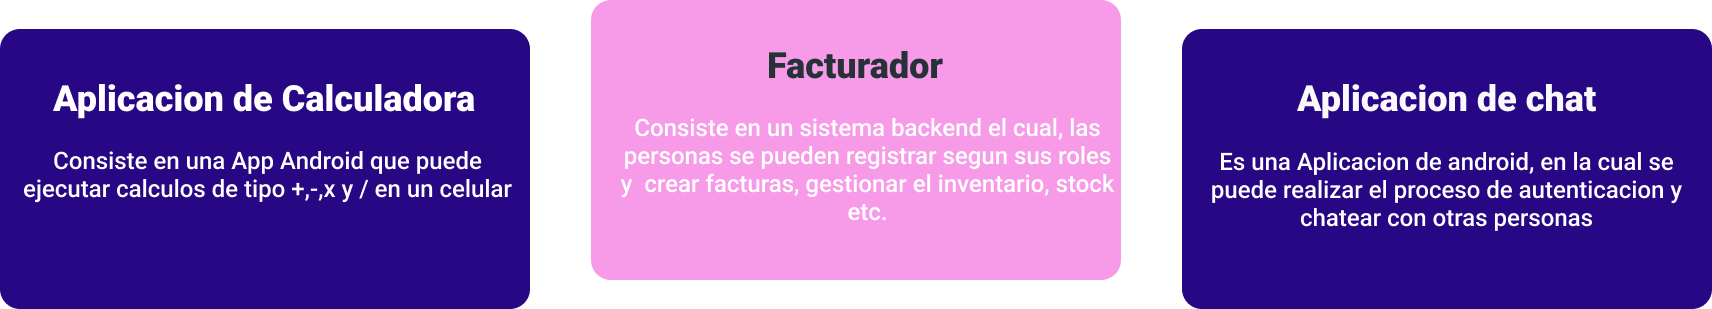 Aplicacion de Calculadora
Consiste en una App Android que puede
ejecutar calculos de tipo +,-,x y / en un celular
Facturador
Consiste en un sistema backend el cual, las
personas se pueden registrar segun sus roles
y  crear facturas, gestionar el inventario, stock
etc.
Aplicacion de chat
Es una Aplicacion de android, en la cual se
puede realizar el proceso de autenticacion y
chatear con otras personas